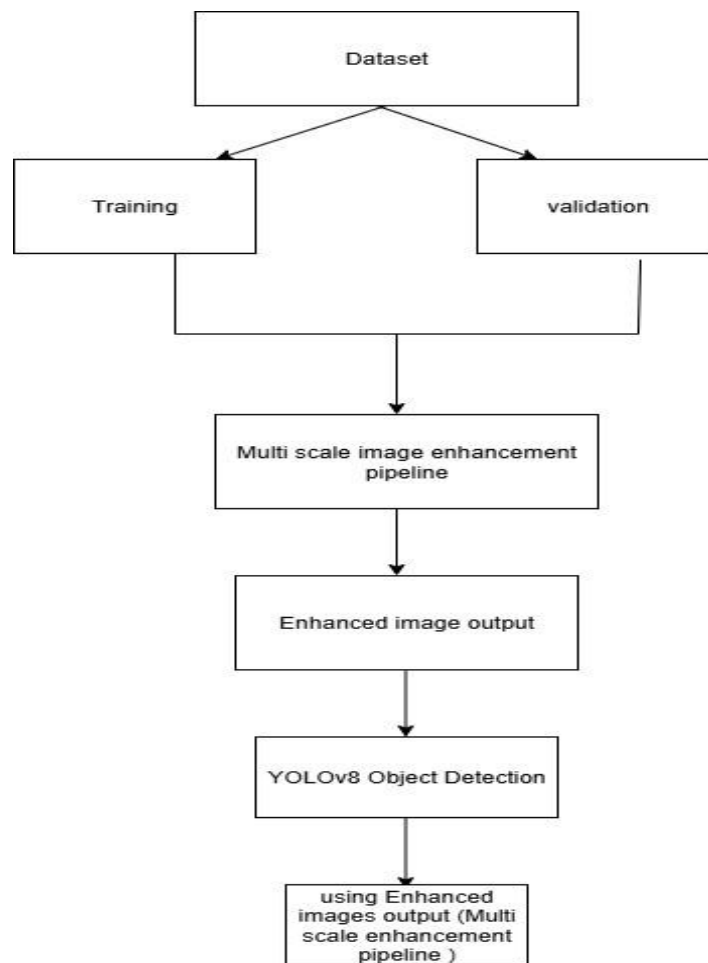 Dataset
Training
validation
Multi scale image enhancement
pipeline
Enhanced image output
YOLOv8 Object Detection
using Enhanced
images output (Multi
scale enhancement
pipeline )